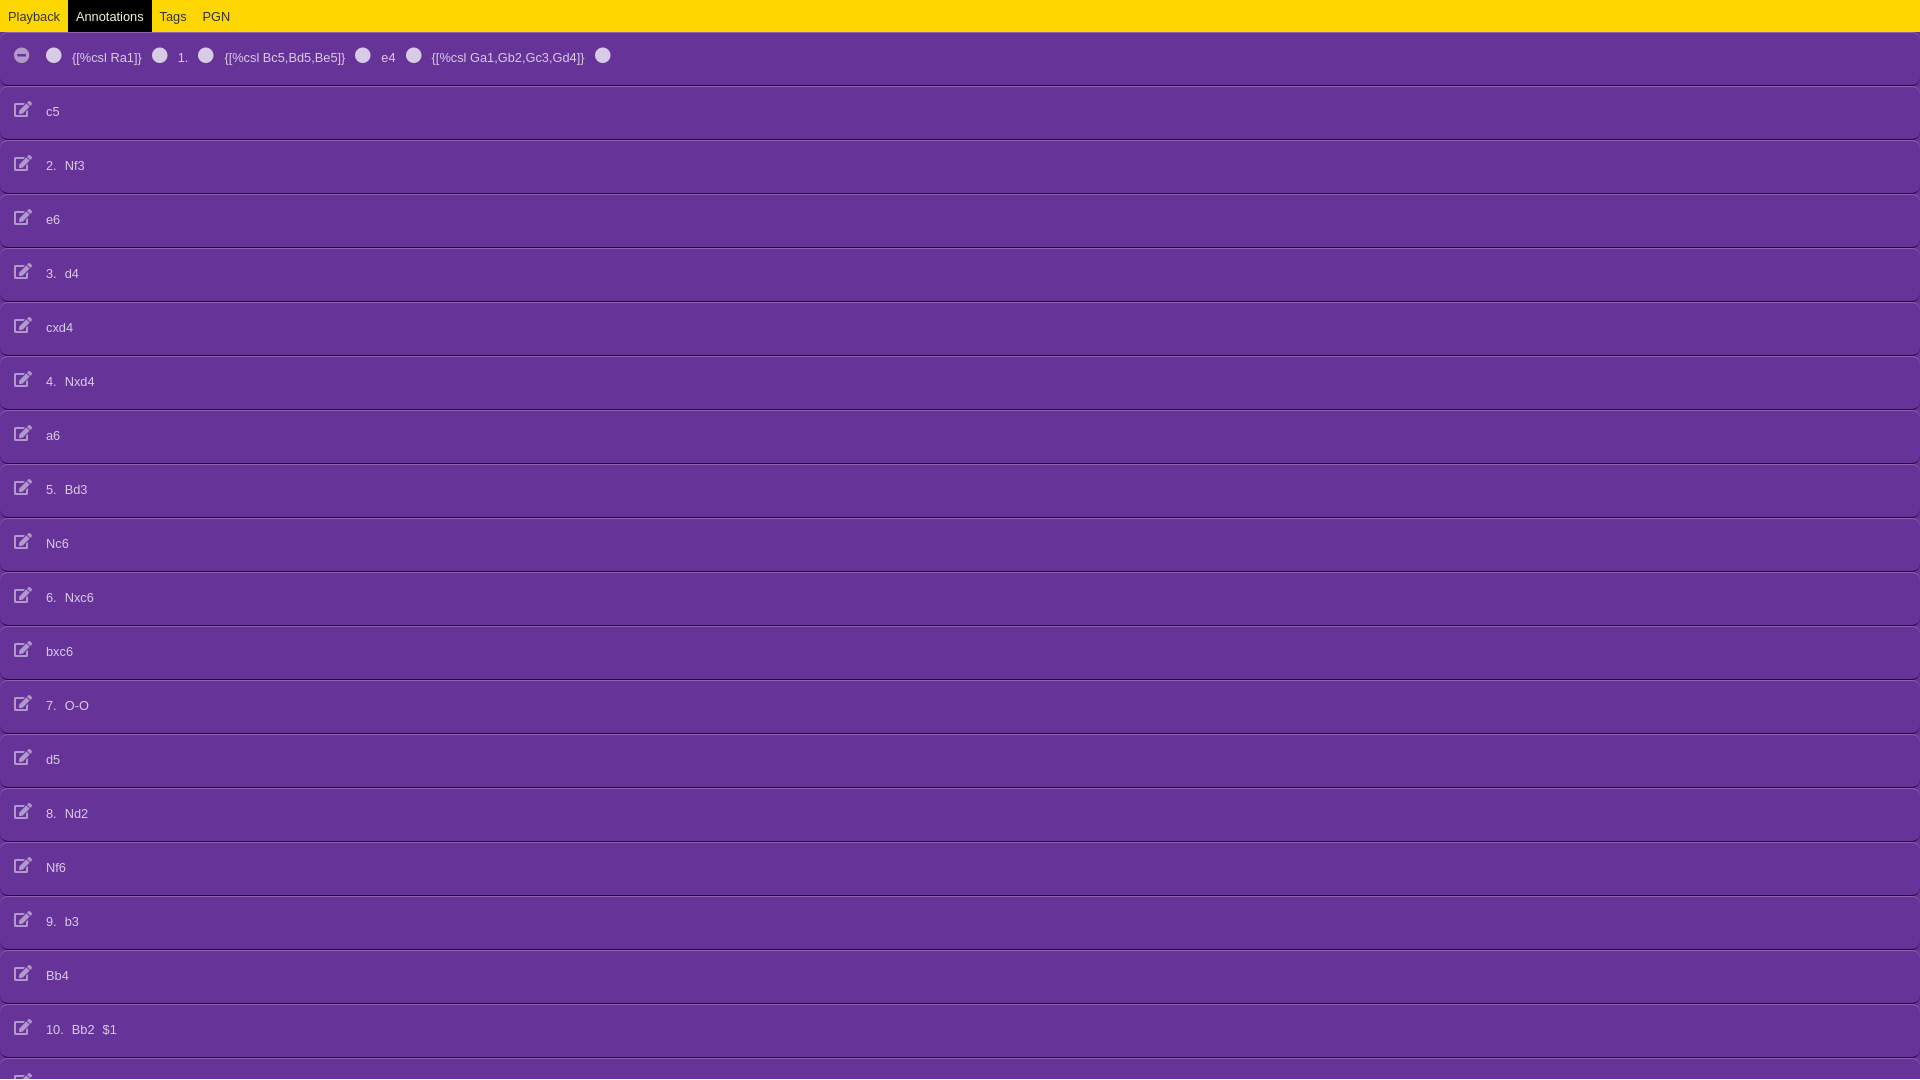 Playback Annotations Tags PGN
{[%csl Ra1]} 1. {[%csl Bc5,Bd5,Be5]} e4 {[%csl Ga1,Gb2,Gc3,Gd4]}
c5
2. Nf3
e6
3. d4
cxd4
4. Nxd4
a6
5. Bd3
Nc6
6. Nxc6
bxc6
7. O-O
d5
8. Nd2
Nf6
9. b3
Bb4
10. Bb2 $1